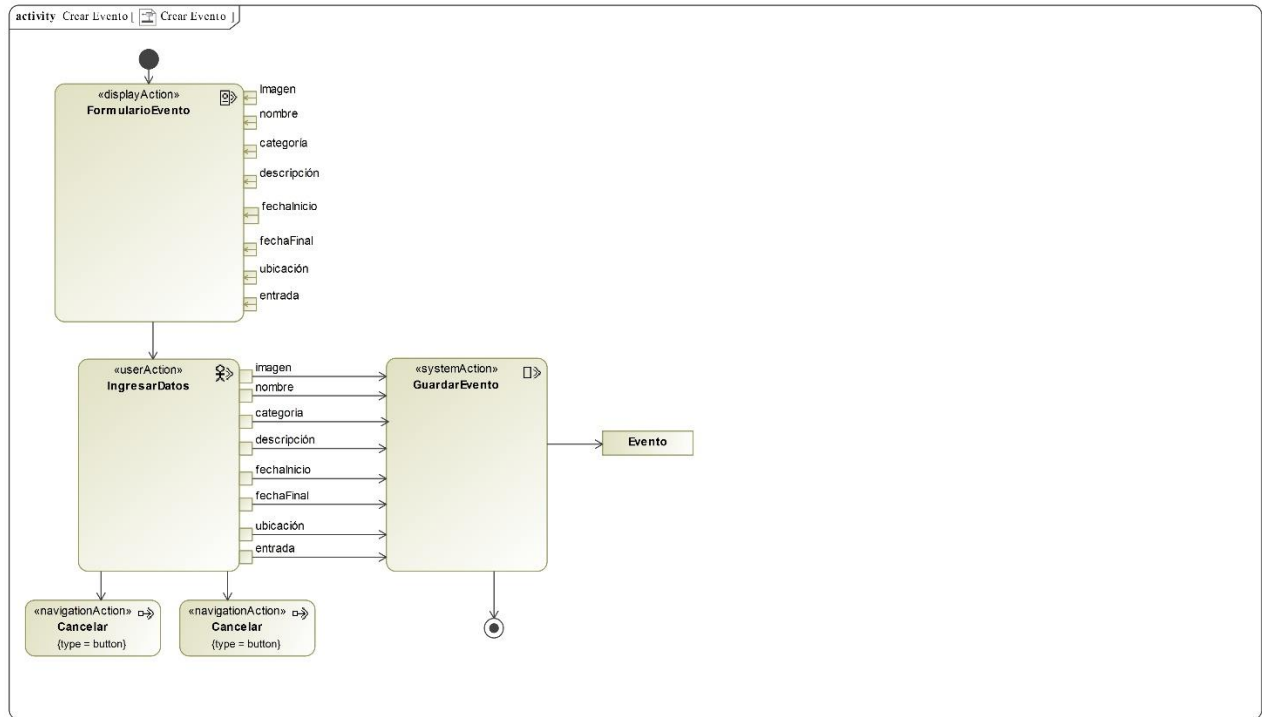 activity Crear Evento [ Crear Evento ]
«displayAction»
FormularioEvento
Imagen
nombre
categoría
descripción
fechaInicio
fechaFinal
ubicación
entrada
«userAction»
IngresarDatos
imagen
nombre
categoria
descripción
fechaInicio
fechaFinal
ubicación
entrada
«systemAction»
GuardarEvento
Evento
«navigationAction»
Cancelar
{type = button}
«navigationAction»
Cancelar
{type = button}